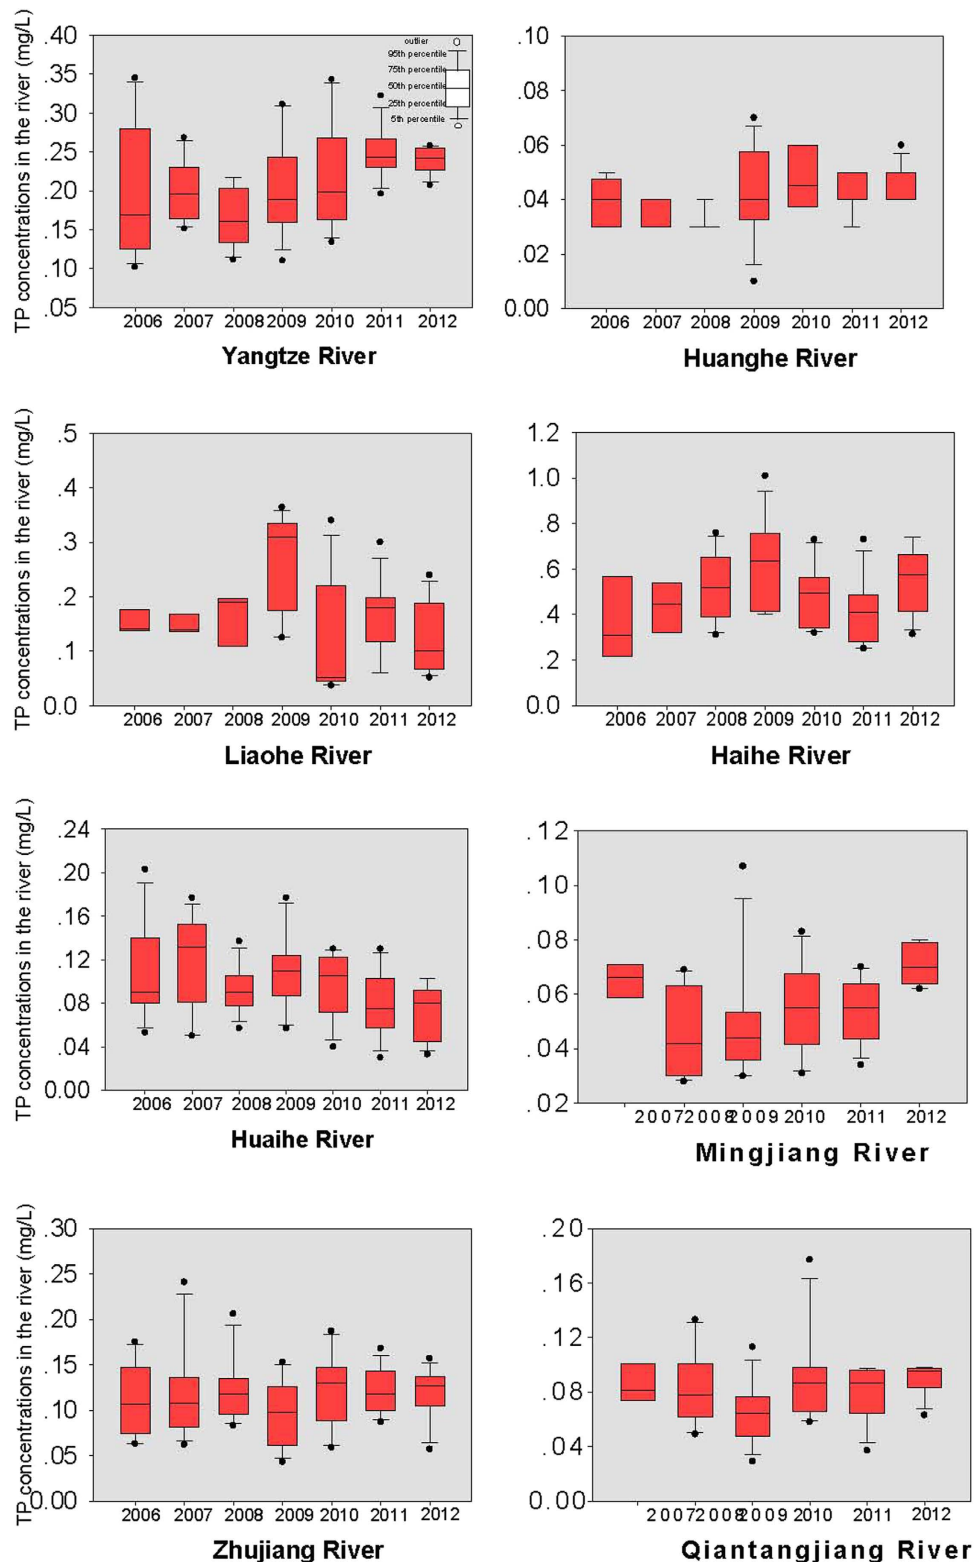 TP concentrations in the river (mg/L)
.40
.35
.30
.25
.20
.15
.10
.05
outlier
95th percentile
75th percentile
50th percentile
25th percentile
5th percentile
2006 2007 2008 2009 2010 2011 2012
Yangtze River
.10
.08
.06
.04
.02
0.00
2006 2007 2008 2009 2010 2011 2012
Huanghe River
TP concentrations in the river (mg/L)
.5
.4
.3
.2
.1
0.0
2006 2007 2008 2009 2010 2011 2012
Liaohe River
1.2
1.0
.8
.6
.4
.2
0.0
2006 2007 2008 2009 2010 2011 2012
Haihe River
TP concentrations in the river (mg/L)
.24
.20
.16
.12
.08
.04
0.00
2006 2007 2008 2009 2010 2011 2012
Huaihe River
.12
.10
.08
.06
.04
.02
2007 2008 2009 2010 2011 2012
Mingjiang River
TP concentrations in the river (mg/L)
.30
.25
.20
.15
.10
.05
0.00
2006 2007 2008 2009 2010 2011 2012
Zhujiang River
.20
.16
.12
.08
.04
0.00
2007 2008 2009 2010 2011 2012
Qiantangjiang River